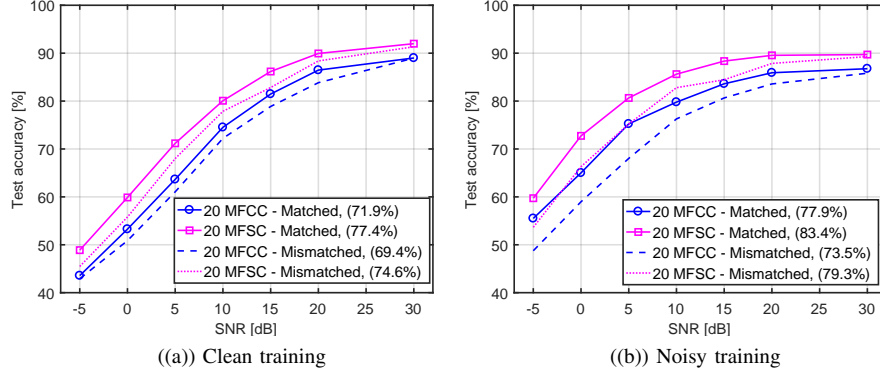 100
90
80
70
60
50
40
Test accuracy [%]
-5 0 5 10 15 20 30
SNR [dB]
20 MFCC - Matched, (71.9%)
20 MFSC - Matched, (77.4%)
20 MFCC - Mismatched, (69.4%)
20 MFSC - Mismatched, (74.6%)
((a)) Clean training
100
90
80
70
60
50
40
Test accuracy [%]
-5 0 5 10 15 20 30
SNR [dB]
20 MFCC - Matched, (77.9%)
20 MFSC - Matched, (83.4%)
20 MFCC - Mismatched, (73.5%)
20 MFSC - Mismatched, (79.3%)
((b)) Noisy training